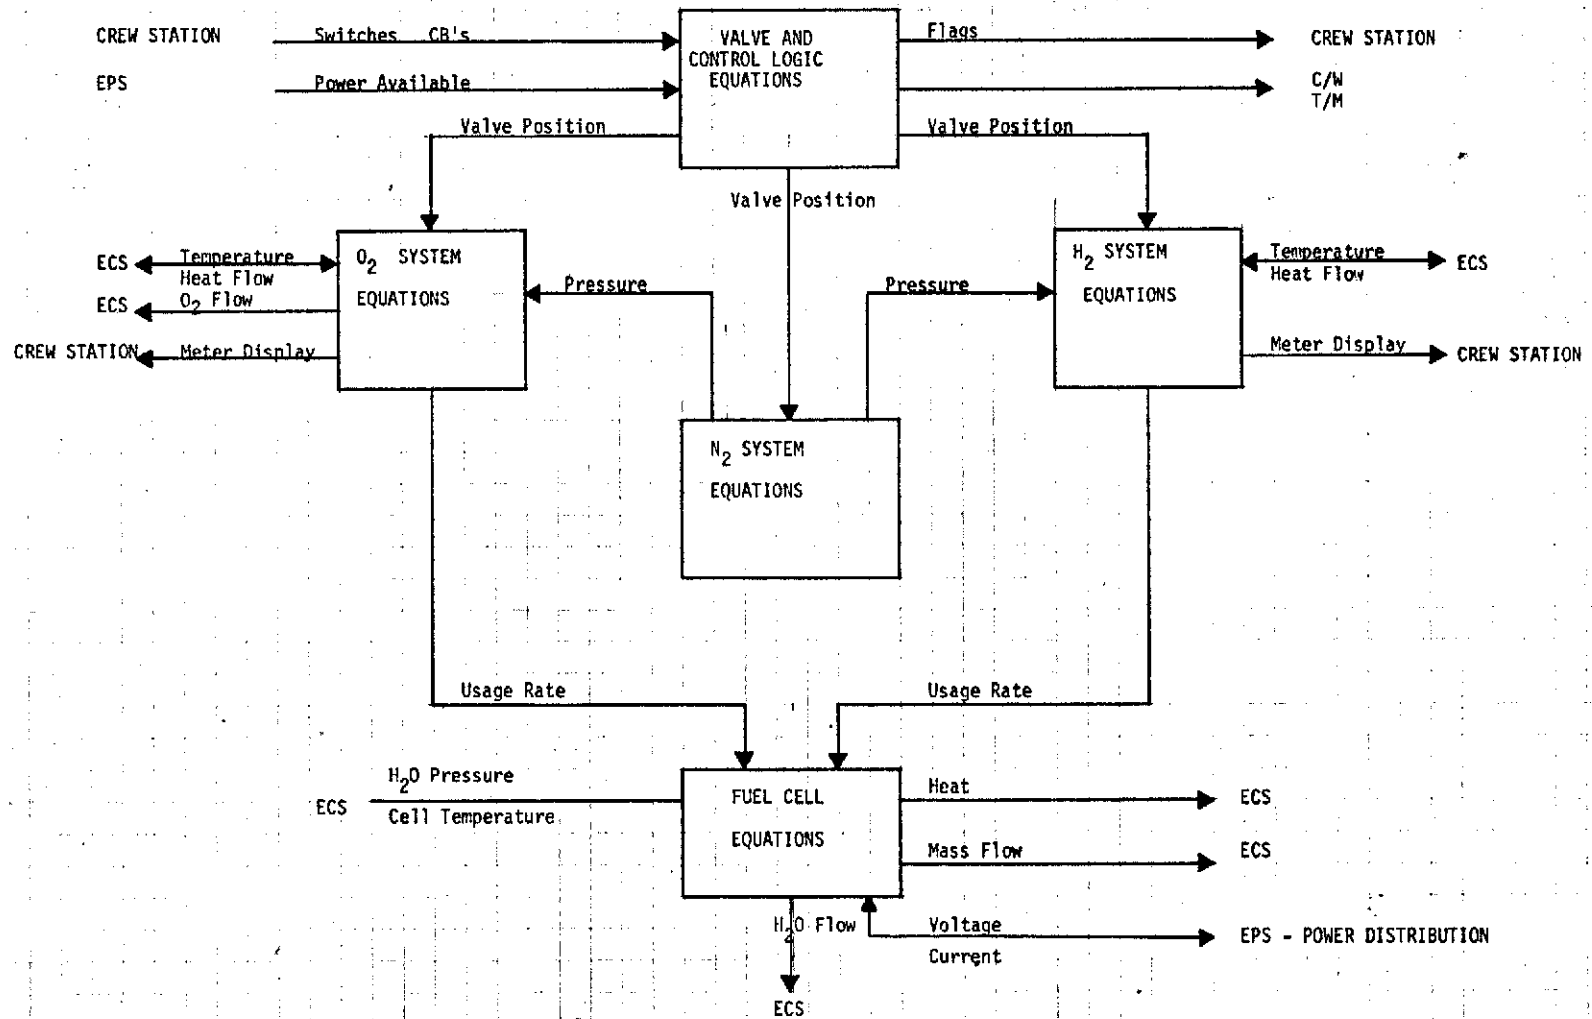 CREW STATION
Switches CB's
VALVE AND
CONTROL LOGIC
EQUATIONS
Flags
CREW STATION
EPS
Power Available
C/W
T/M
Valve Position
Valve Position
Valve Position
ECS
Temperature
Heat Flow
O2 SYSTEM
EQUATIONS
ECS
O2 Flow
CREW STATION
Meter Display
Pressure
Pressure
H2 SYSTEM
EQUATIONS
Temperature
Heat Flow
ECS
Meter Display
CREW STATION
N2 SYSTEM
EQUATIONS
Usage Rate
Usage Rate
ECS
H2O Pressure
Cell Temperature
FUEL CELL
EQUATIONS
Heat
ECS
Mass Flow
ECS
H2O Flow
Voltage
Current
EPS - POWER DISTRIBUTION
ECS